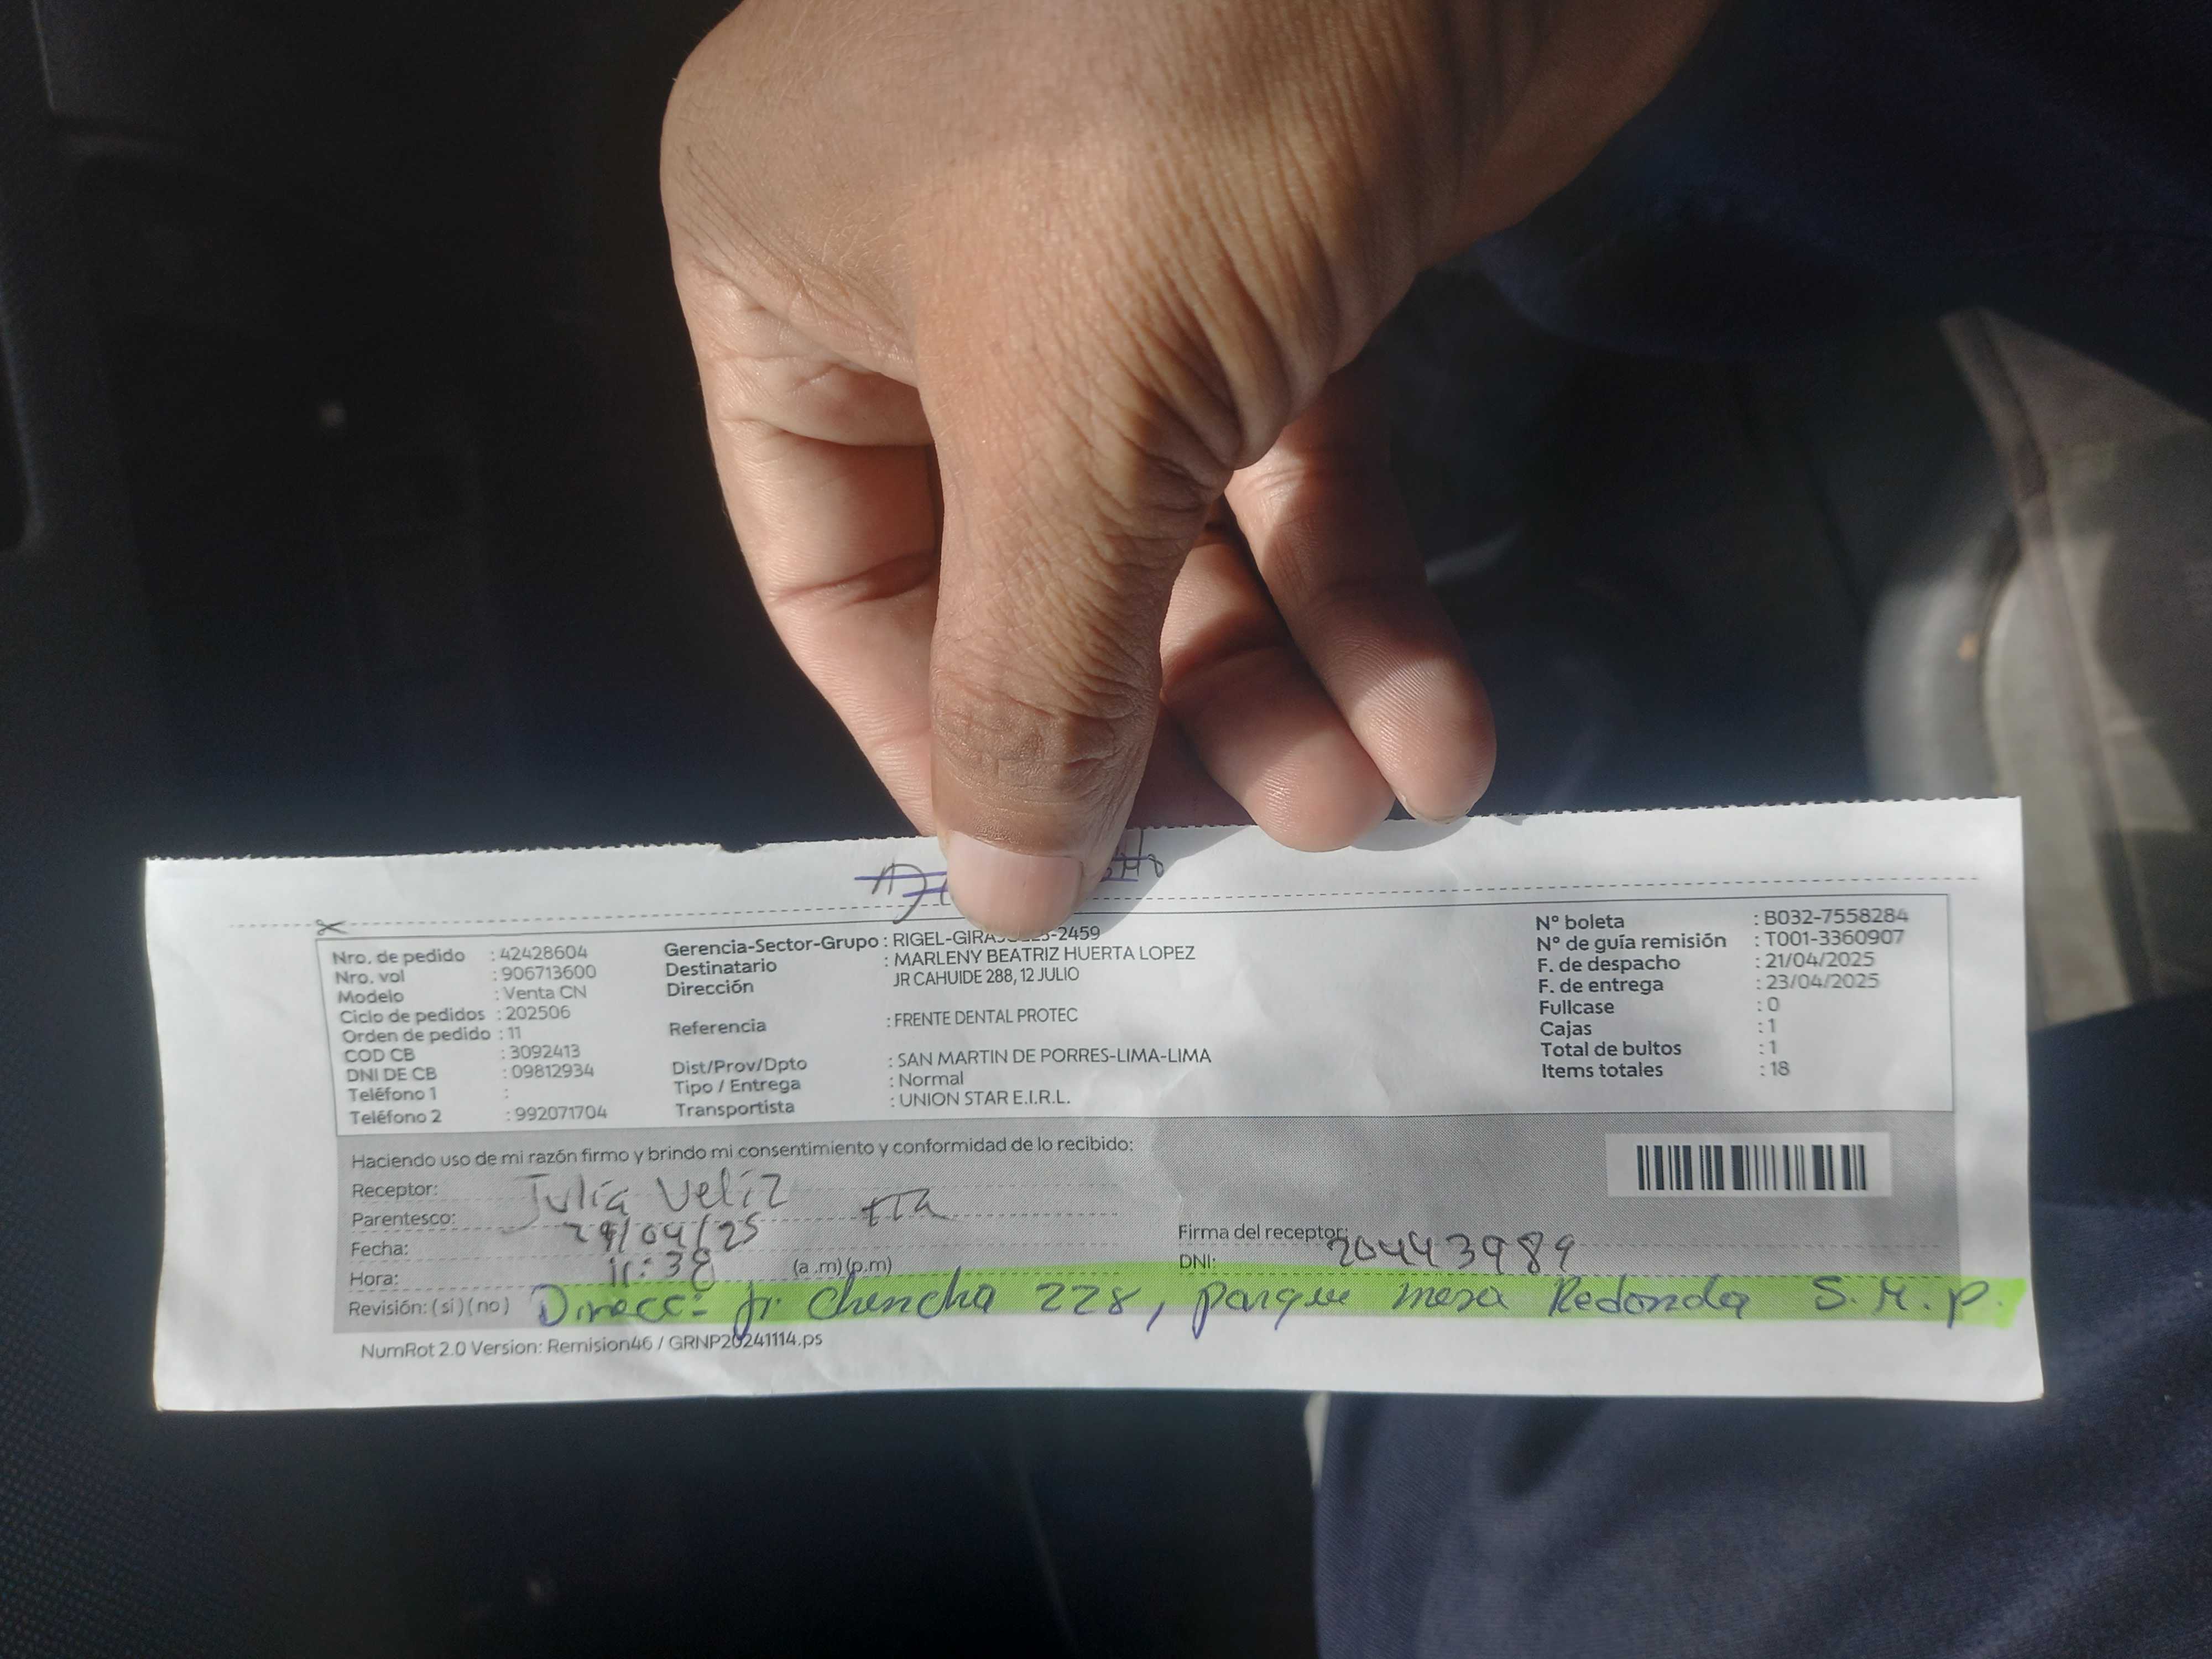 Nro. de pedido : 42428604
Nro. vol : 906713600
Modelo : Venta CN
Ciclo de pedidos : 202506
Orden de pedido : 11
COD CB : 3092413
DNI DE CB : 09812934
Teléfono 1 :
Teléfono 2 : 992071704
Gerencia-Sector-Grupo : RIGEL-2459
Destinatario : MARLENY BEATRIZ HUERTA LOPEZ
Dirección JR CAHUIDE 288, 12 JULIO
Referencia : FRENTE DENTAL PROTEC
Dist/Prov/Dpto : SAN MARTIN DE PORRES-LIMA-LIMA
Tipo / Entrega : Normal
Transportista : UNION STAR E.I.R.L.
N° boleta : B032-7558284
N° de guía remisión : T001-3360907
F. de despacho : 21/04/2025
F. de entrega : 23/04/2025
Fullcase : 0
Cajas : 1
Total de bultos : 1
Items totales : 18
Haciendo uso de mi razón firmo y brindo mi consentimiento y conformidad de lo recibido:
Receptor: Julia Veliz
Parentesco:
Fecha: /04/25
Hora: 11:38 (a .m) (p.m)
Firma del receptor:
DNI: 204443989
Revisión: ( si ) ( no ) Direcc: Jr. Chencha 228, parque mesa Redonda S.M.P.
NumRot 2.0 Version: Remision46 / GRNP20241114.ps